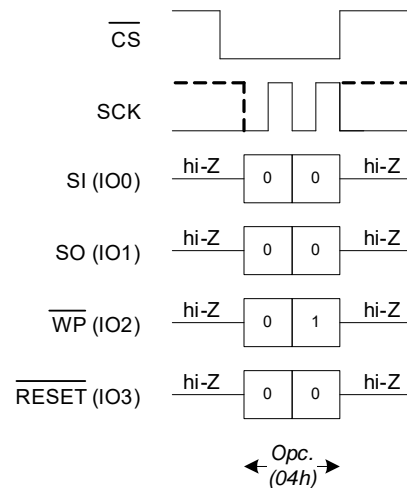 CS
SCK
hi-Z 0 0 hi-Z
SI (IO0)
hi-Z 0 0 hi-Z
SO (IO1)
hi-Z 0 1 hi-Z
WP (IO2)
hi-Z 0 0 hi-Z
RESET (IO3)
Opc.
(04h)